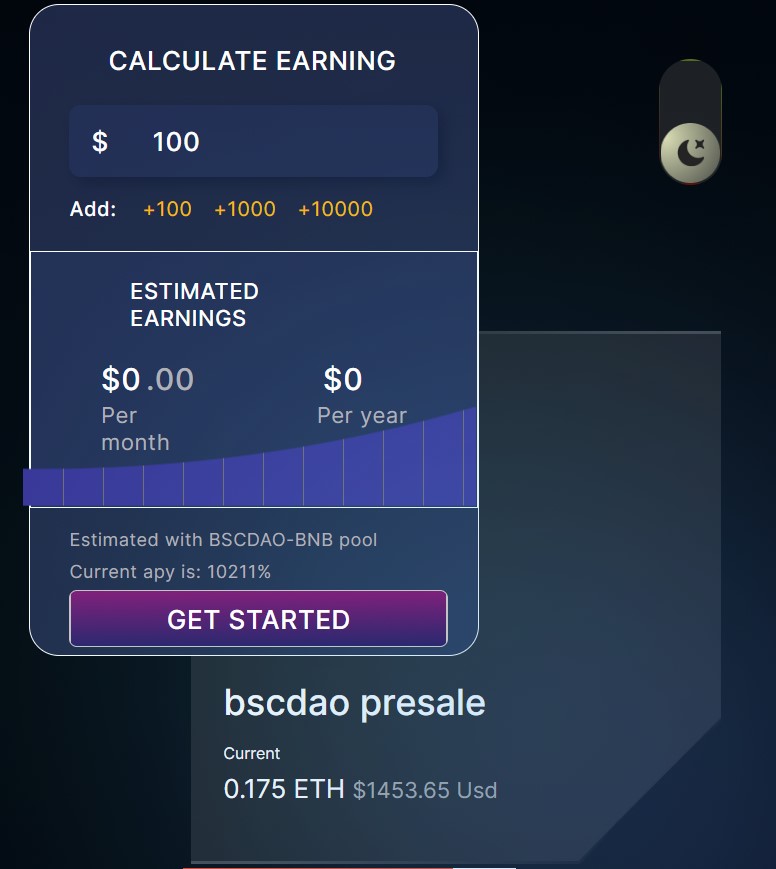 CALCULATE EARNING
$ 100
Add: +100 +1000 +10000
ESTIMATED
EARNINGS
$0.00 $0
Per
month
Per year
Estimated with BSCDAO-BNB pool
Current apy is: 10211%
GET STARTED
bscdao presale
Current
0.175 ETH $1453.65 Usd